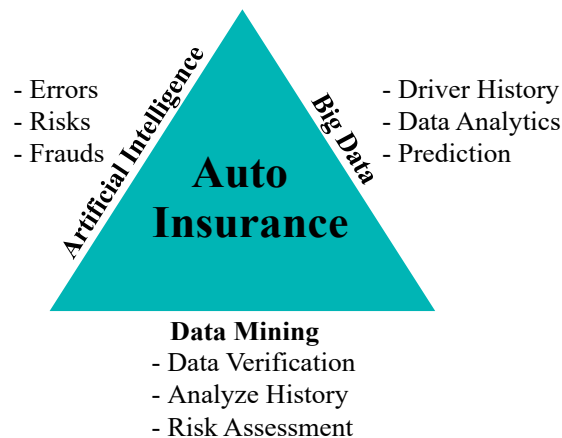 Artificial Intelligence
- Errors
- Risks
- Frauds
Big Data
- Driver History
- Data Analytics
- Prediction
Auto
Insurance
Data Mining
- Data Verification
- Analyze History
- Risk Assessment